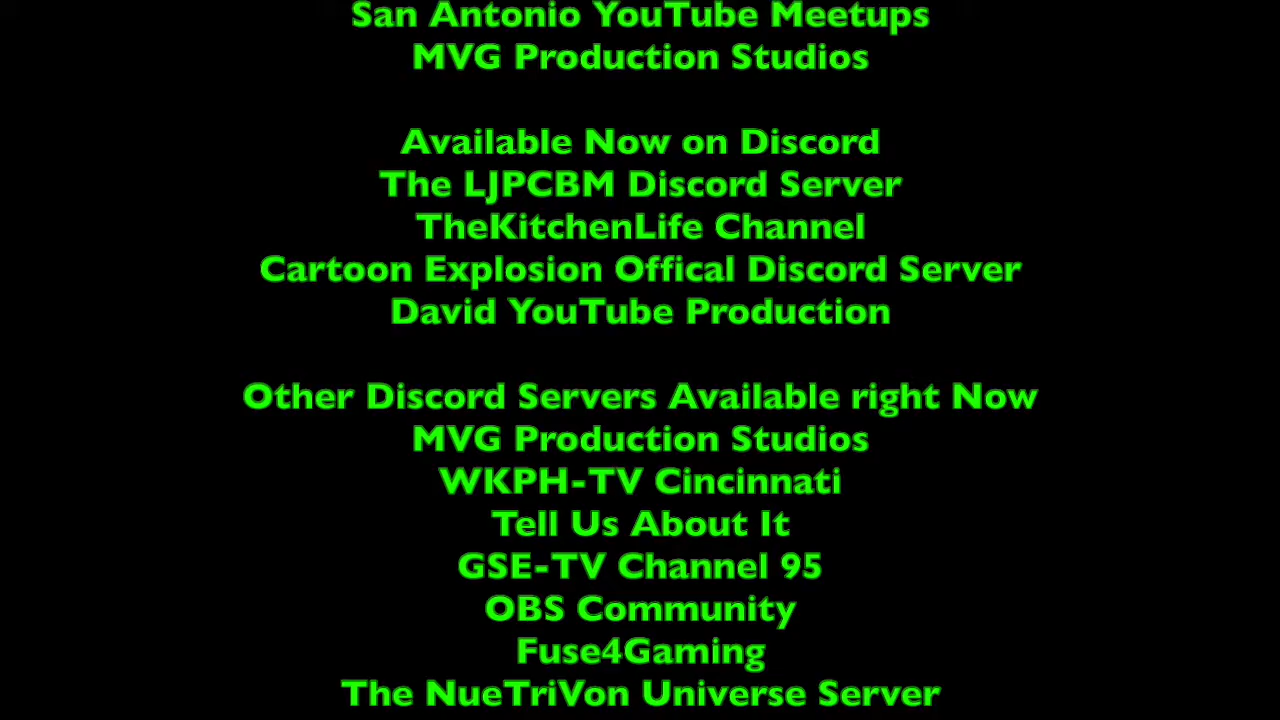 San Antonio YouTube Meetups
MVG Production Studios
Available Now on Discord
The LJPCBM Discord Server
TheKitchenLife Channel
Cartoon Explosion Offical Discord Server
David YouTube Production
Other Discord Servers Available right Now
MVG Production Studios
WKPH-TV Cincinnati
Tell Us About It
GSE-TV Channel 95
OBS Community
Fuse4Gaming
The NueTriVon Universe Server